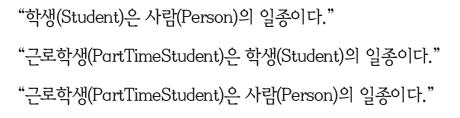 “학생(Student)은 사람(Person)의 일종이다.”
“근로학생(PartTimeStudent)은 학생(Student)의 일종이다.”
“근로학생(PartTimeStudent)은 사람(Person)의 일종이다.”